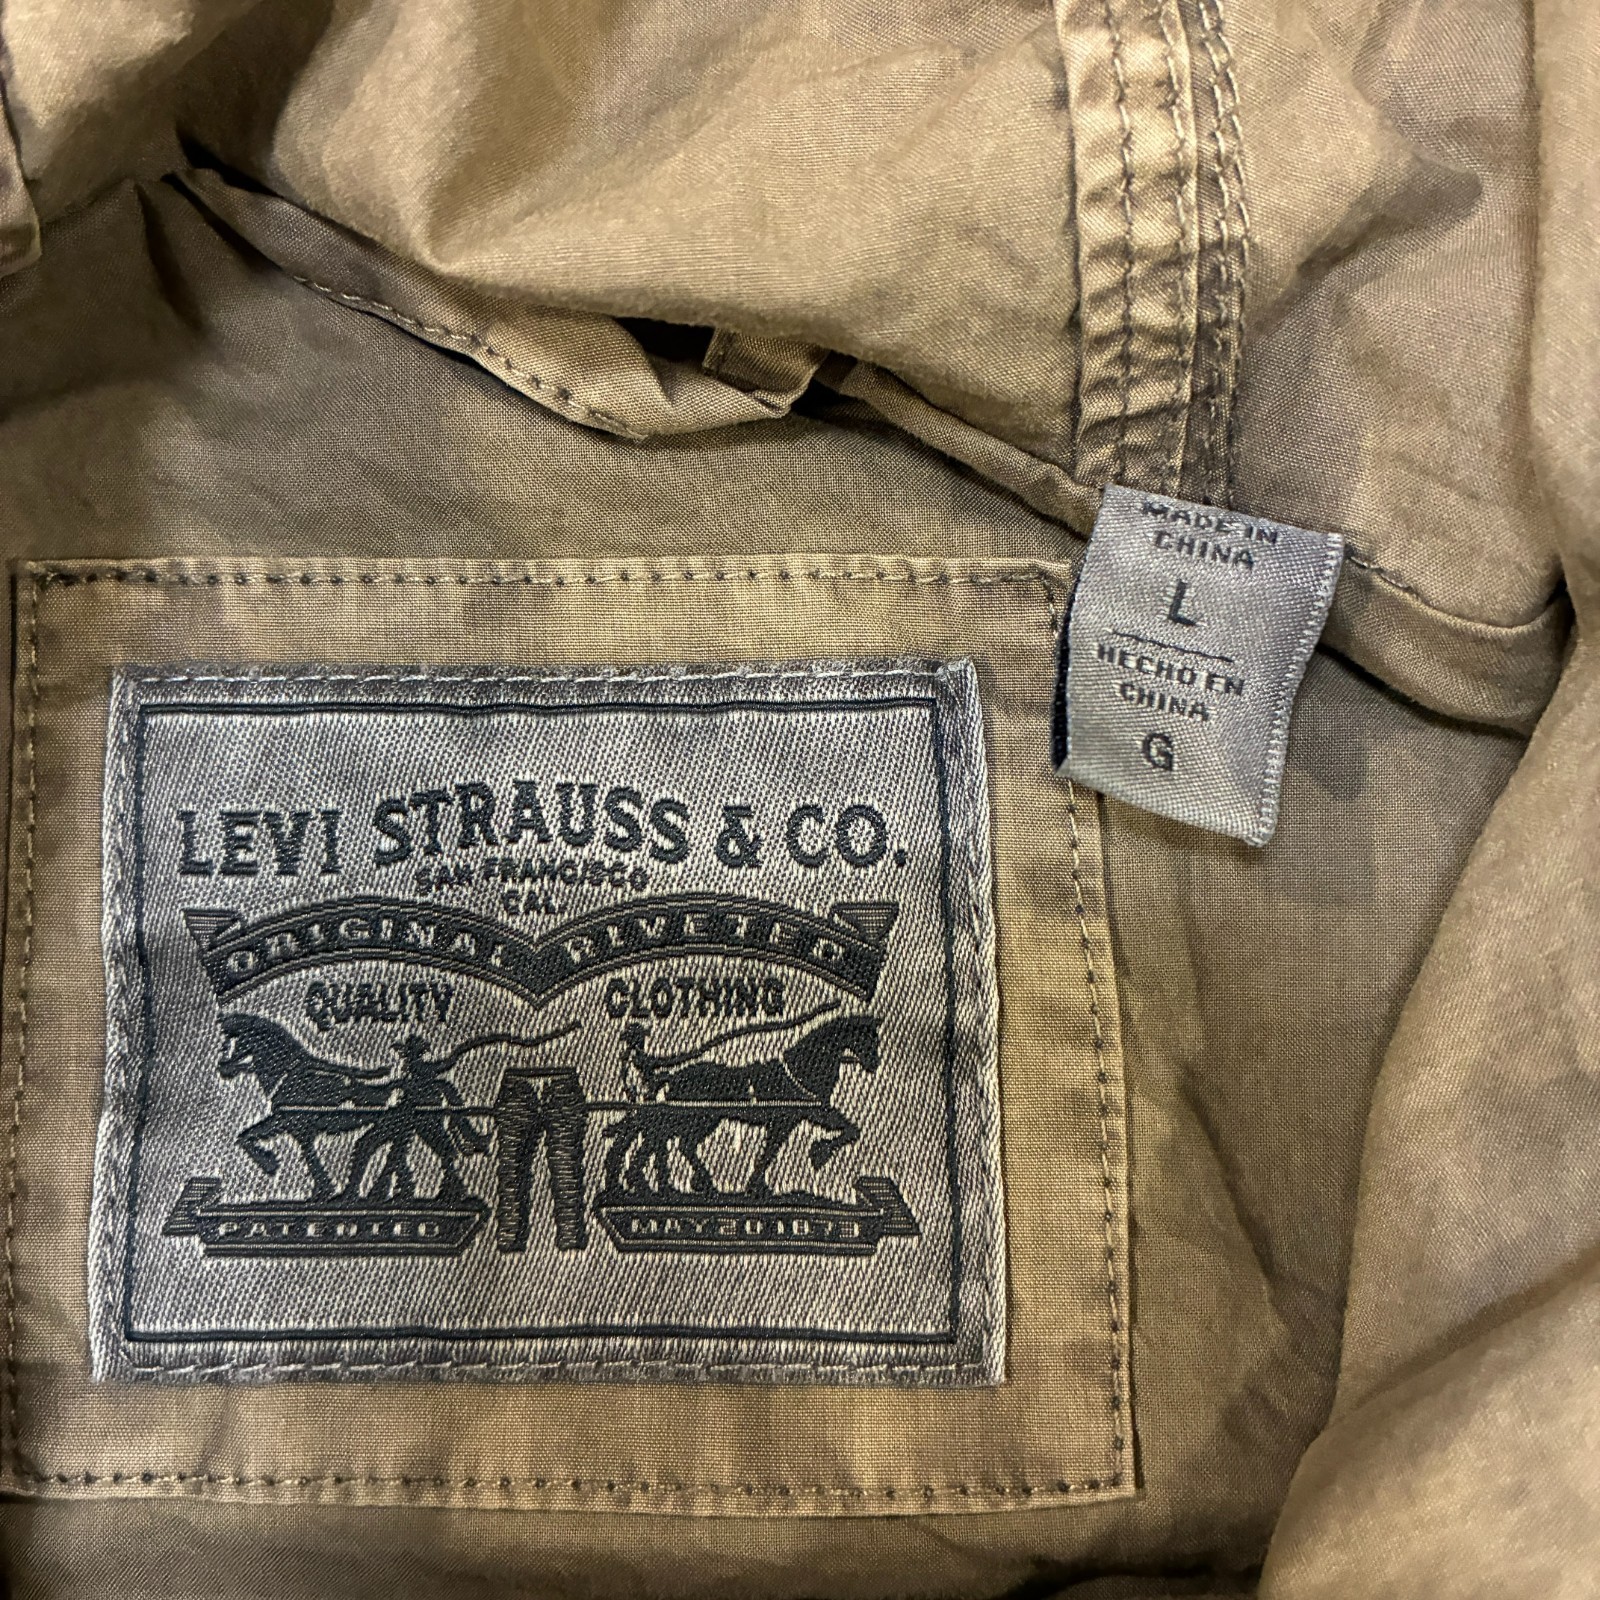 MADE IN
CHINA
L
HECHO EN
CHINA
G
LEVI STRAUSS & CO.
SAN FRANCISCO
CAL.
ORIGINAL RIVETED
QUALITY CLOTHING
PATENTED MAY 20 1873